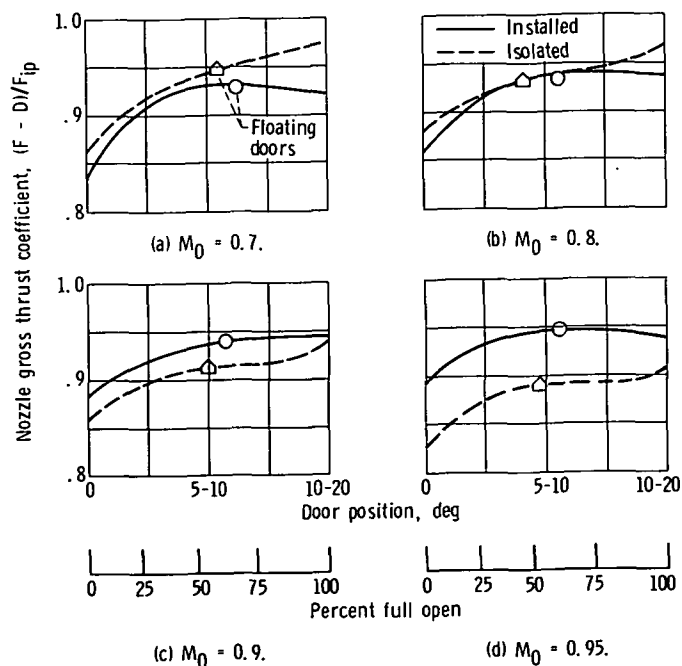 Nozzle gross thrust coefficient, (F - D)/F_ip
1.0
.9
.8
Floating
doors
(a) M_0 = 0.7.
Installed
Isolated
(b) M_0 = 0.8.
1.0
.9
.8
0 5-10 10-20
0 5-10 10-20
Door position, deg
0 25 50 75 100
0 25 50 75 100
Percent full open
(c) M_0 = 0.9.
(d) M_0 = 0.95.